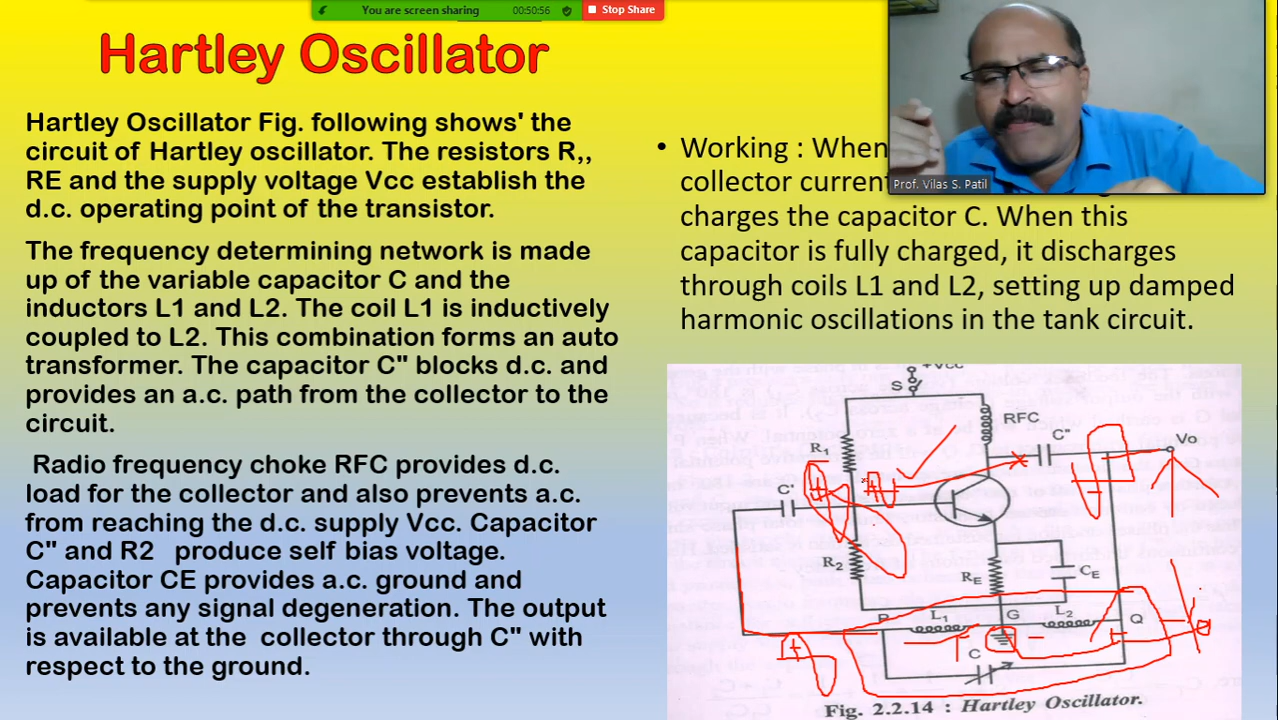 You are screen sharing
00:50:56
Stop Share
Hartley Oscillator
Hartley Oscillator Fig. following shows' the
circuit of Hartley oscillator. The resistors R,,
RE and the supply voltage Vcc establish the
d.c. operating point of the transistor.
The frequency determining network is made
up of the variable capacitor C and the
inductors L1 and L2. The coil L1 is inductively
coupled to L2. This combination forms an auto
transformer. The capacitor C" blocks d.c. and
provides an a.c. path from the collector to the
circuit.
Radio frequency choke RFC provides d.c.
load for the collector and also prevents a.c.
from reaching the d.c. supply Vcc. Capacitor
C" and R2 produce self bias voltage.
Capacitor CE provides a.c. ground and
prevents any signal degeneration. The output
is available at the collector through C" with
respect to the ground.
Prof. Vilas S. Patil
• Working : When
collector current
charges the capacitor C. When this
capacitor is fully charged, it discharges
through coils L1 and L2, setting up damped
harmonic oscillations in the tank circuit.
+Vcc
S
RFC
R1
C"
Vo
C'
R2
RE
CE
L1
G
L2
Q
C
Fig. 2.2.14 : Hartley Oscillator.